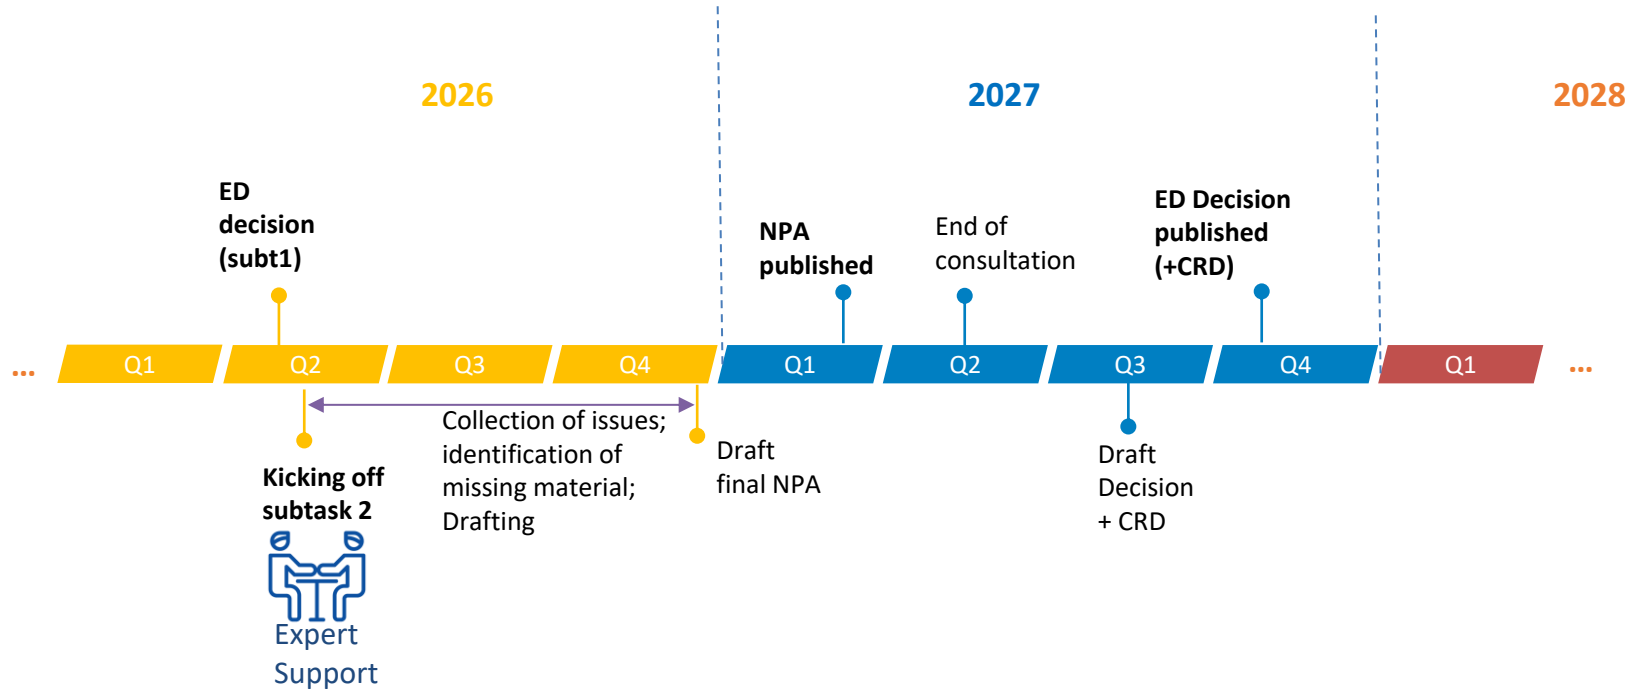 2026
2027
2028
ED
decision
(subt1)
NPA
published
End of
consultation
ED Decision
published
(+CRD)
...
Q1
Q2
Q3
Q4
Q1
Q2
Q3
Q4
Q1
...
Kicking off
subtask 2
Expert
Support
Collection of issues;
identification of
missing material;
Drafting
Draft
final NPA
Draft
Decision
+ CRD